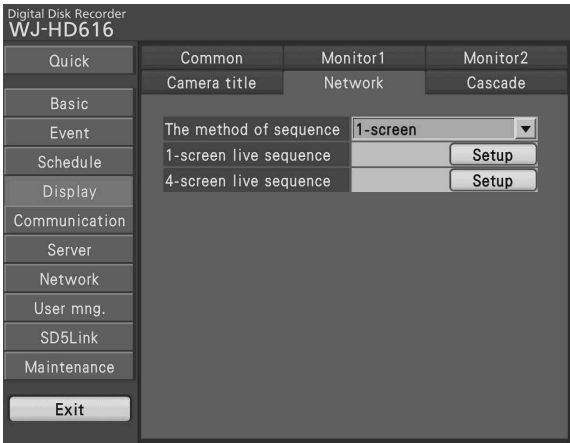 Digital Disk Recorder
WJ-HD616
Quick
Basic
Event
Schedule
Display
Communication
Server
Network
User mng.
SD5Link
Maintenance
Exit
Common Monitor1 Monitor2
Camera title Network Cascade
The method of sequence 1-screen
1-screen live sequence Setup
4-screen live sequence Setup